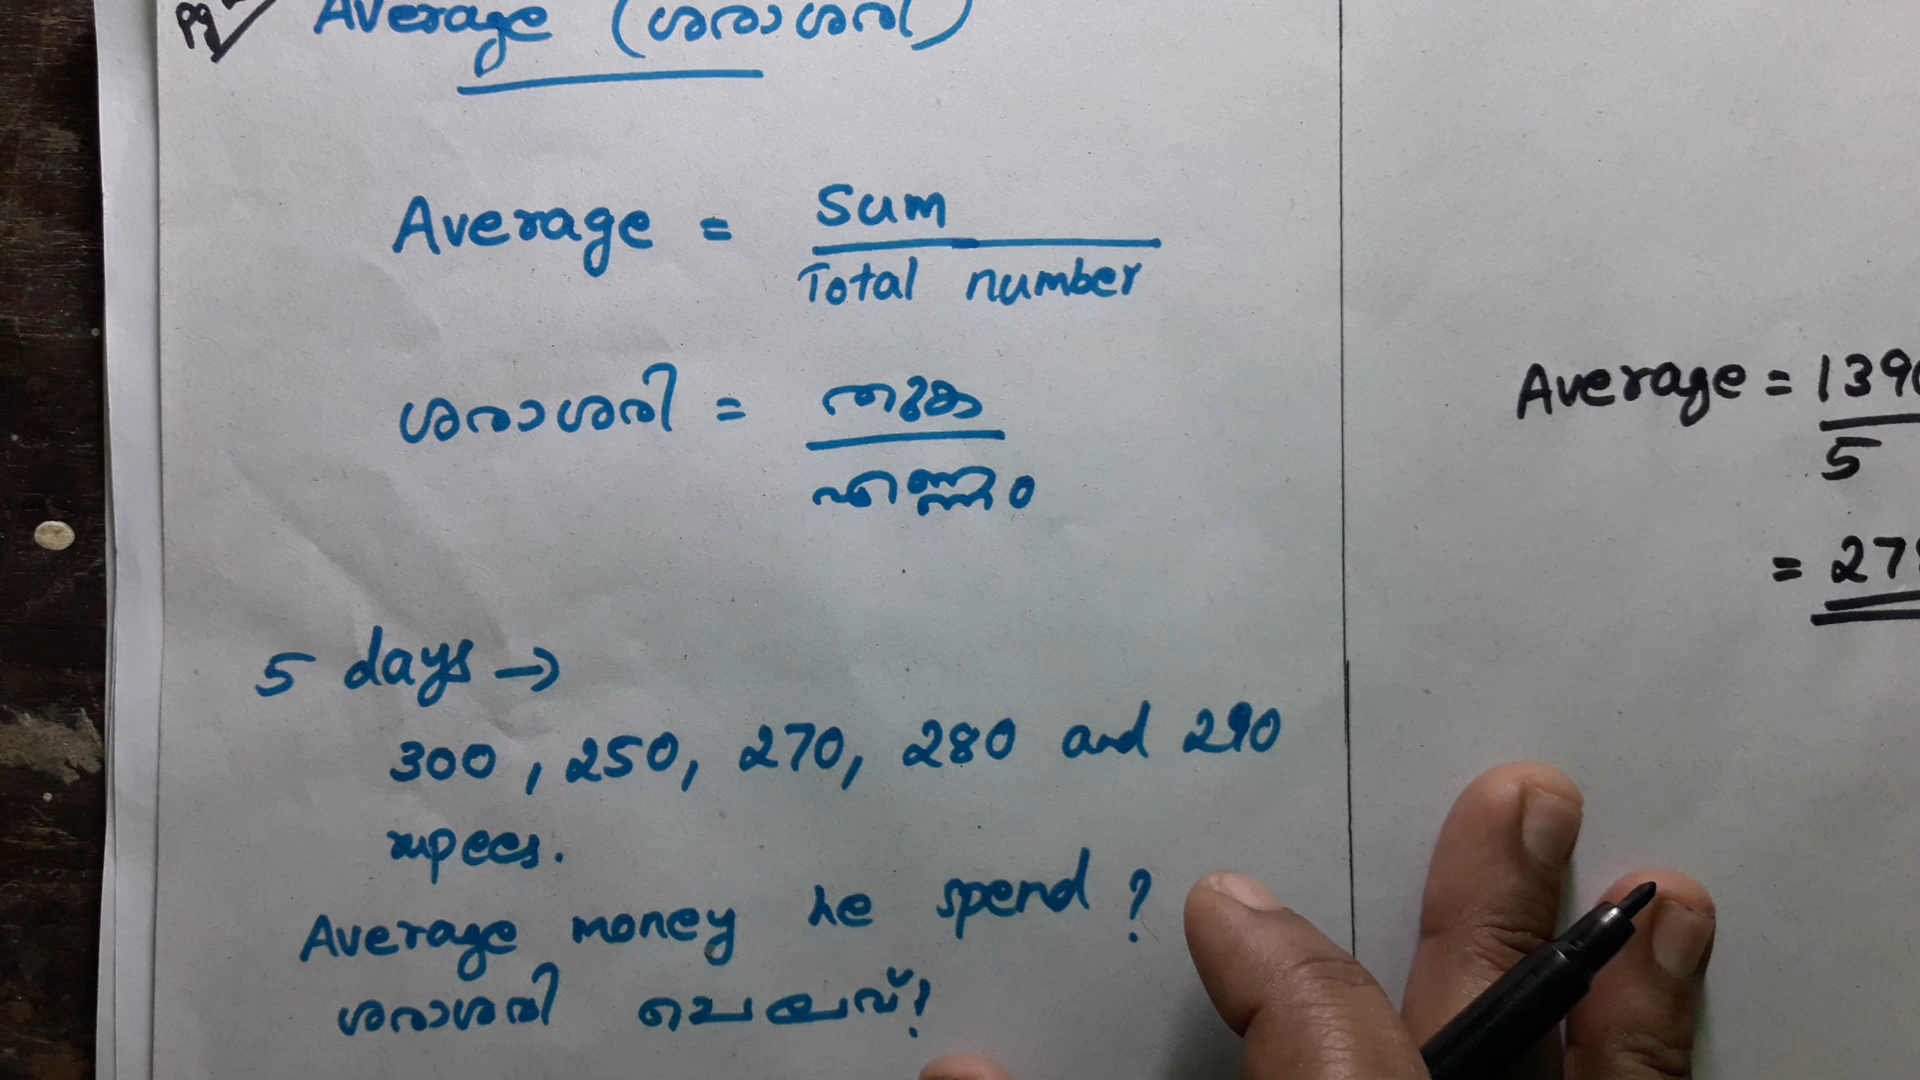 Average (ശരാശരി)
Average = Sum
Total number
ശരാശരി = തുക
എണ്ണം
5 days →
300, 250, 270, 280 and 290
rupees.
Average money he spend?
ശരാശരി ചെലവ്?
Average = 139
5
= 27